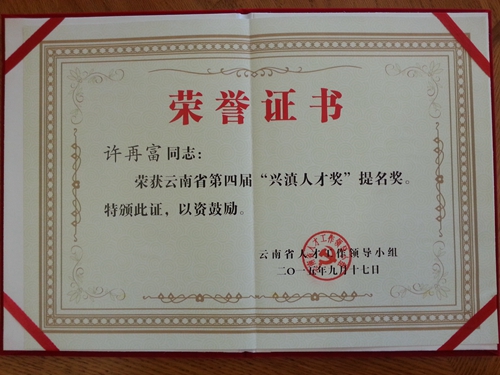 荣誉证书
许再富同志：
荣获云南省第四届“兴滇人才奖”提名奖。
特颁此证，以资鼓励。
云南省人才工作领导小组
二〇一五年九月十七日